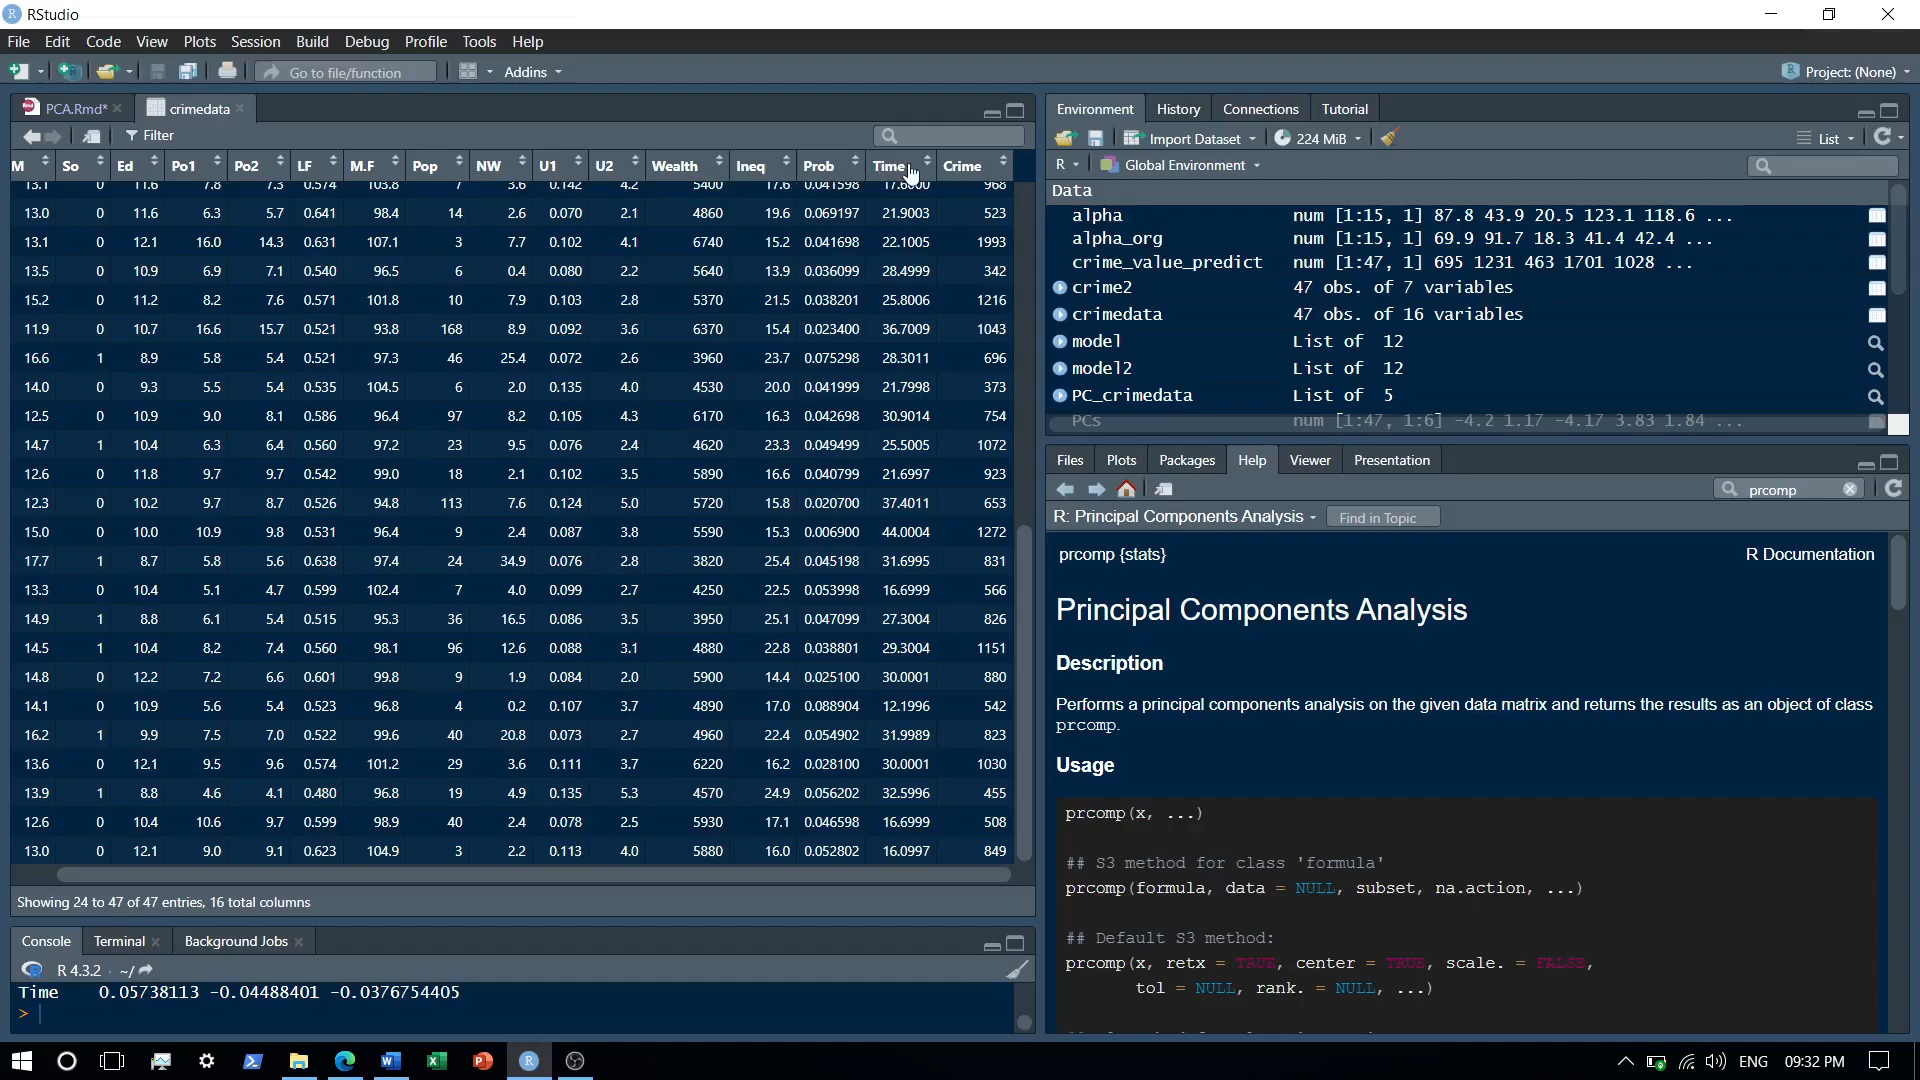 RStudio
File Edit Code View Plots Session Build Debug Profile Tools Help
Go to file/function Addins Project: (None)
PCA.Rmd* crimedata
Filter
M So Ed Po1 Po2 LF M.F Pop NW U1 U2 Wealth Ineq Prob Time Crime
13.1 0 11.6 7.8 7.3 0.574 103.8 7 3.6 0.142 4.2 5400 17.6 0.041598 968
13.0 0 11.6 6.3 5.7 0.641 98.4 14 2.6 0.070 2.1 4860 19.6 0.069197 21.9003 523
13.1 0 12.1 16.0 14.3 0.631 107.1 3 7.7 0.102 4.1 6740 15.2 0.041698 22.1005 1993
13.5 0 10.9 6.9 7.1 0.540 96.5 6 0.4 0.080 2.2 5640 13.9 0.036099 28.4999 342
15.2 0 11.2 8.2 7.6 0.571 101.8 10 7.9 0.103 2.8 5370 21.5 0.038201 25.8006 1216
11.9 0 10.7 16.6 15.7 0.521 93.8 168 8.9 0.092 3.6 6370 15.4 0.023400 36.7009 1043
16.6 1 8.9 5.8 5.4 0.521 97.3 46 25.4 0.072 2.6 3960 23.7 0.075298 28.3011 696
14.0 0 9.3 5.5 5.4 0.535 104.5 6 2.0 0.135 4.0 4530 20.0 0.041999 21.7998 373
12.5 0 10.9 9.0 8.1 0.586 96.4 97 8.2 0.105 4.3 6170 16.3 0.042698 30.9014 754
14.7 1 10.4 6.3 6.4 0.560 97.2 23 9.5 0.076 2.4 4620 23.3 0.049499 25.5005 1072
12.6 0 11.8 9.7 9.7 0.542 99.0 18 2.1 0.102 3.5 5890 16.6 0.040799 21.6997 923
12.3 0 10.2 9.7 8.7 0.526 94.8 113 7.6 0.124 5.0 5720 15.8 0.020700 37.4011 653
15.0 0 10.0 10.9 9.8 0.531 96.4 9 2.4 0.087 3.8 5590 15.3 0.006900 44.0004 1272
17.7 1 8.7 5.8 5.6 0.638 97.4 24 34.9 0.076 2.8 3820 25.4 0.045198 31.6995 831
13.3 0 10.4 5.1 4.7 0.599 102.4 7 4.0 0.099 2.7 4250 22.5 0.053998 16.6999 566
14.9 1 8.8 6.1 5.4 0.515 95.3 36 16.5 0.086 3.5 3950 25.1 0.047099 27.3004 826
14.5 1 10.4 8.2 7.4 0.560 98.1 96 12.6 0.088 3.1 4880 22.8 0.038801 29.3004 1151
14.8 0 12.2 7.2 6.6 0.601 99.8 9 1.9 0.084 2.0 5900 14.4 0.025100 30.0001 880
14.1 0 10.9 5.6 5.4 0.523 96.8 4 0.2 0.107 3.7 4890 17.0 0.088904 12.1996 542
16.2 1 9.9 7.5 7.0 0.522 99.6 40 20.8 0.073 2.7 4960 22.4 0.054902 31.9989 823
13.6 0 12.1 9.5 9.6 0.574 101.2 29 3.6 0.111 3.7 6220 16.2 0.028100 30.0001 1030
13.9 1 8.8 4.6 4.1 0.480 96.8 19 4.9 0.135 5.3 4570 24.9 0.056202 32.5996 455
12.6 0 10.4 10.6 9.7 0.599 98.9 40 2.4 0.078 2.5 5930 17.1 0.046598 16.6999 508
13.0 0 12.1 9.0 9.1 0.623 104.9 3 2.2 0.113 4.0 5880 16.0 0.052802 16.0997 849
Showing 24 to 47 of 47 entries, 16 total columns
Console Terminal Background Jobs
R 4.3.2 · ~/
Time 0.05738113 -0.04488401 -0.0376754405
>
Environment History Connections Tutorial
Import Dataset 224 MiB List
R Global Environment
Data
alpha num [1:15, 1] 87.8 43.9 20.5 123.1 118.6 ...
alpha_org num [1:15, 1] 69.9 91.7 18.3 41.4 42.4 ...
crime_value_predict num [1:47, 1] 695 1231 463 1701 1028 ...
crime2 47 obs. of 7 variables
crimedata 47 obs. of 16 variables
model List of 12
model2 List of 12
PC_crimedata List of 5
PCs num [1:47, 1:6] -4.2 1.17 -4.17 3.83 1.84 ...
Files Plots Packages Help Viewer Presentation
prcomp
R: Principal Components Analysis Find in Topic
prcomp {stats} R Documentation
Principal Components Analysis
Description
Performs a principal components analysis on the given data matrix and returns the results as an object of class
prcomp.
Usage
prcomp(x, ...)
## S3 method for class 'formula'
prcomp(formula, data = NULL, subset, na.action, ...)
## Default S3 method:
prcomp(x, retx = TRUE, center = TRUE, scale. = FALSE,
tol = NULL, rank. = NULL, ...)
ENG 09:32 PM